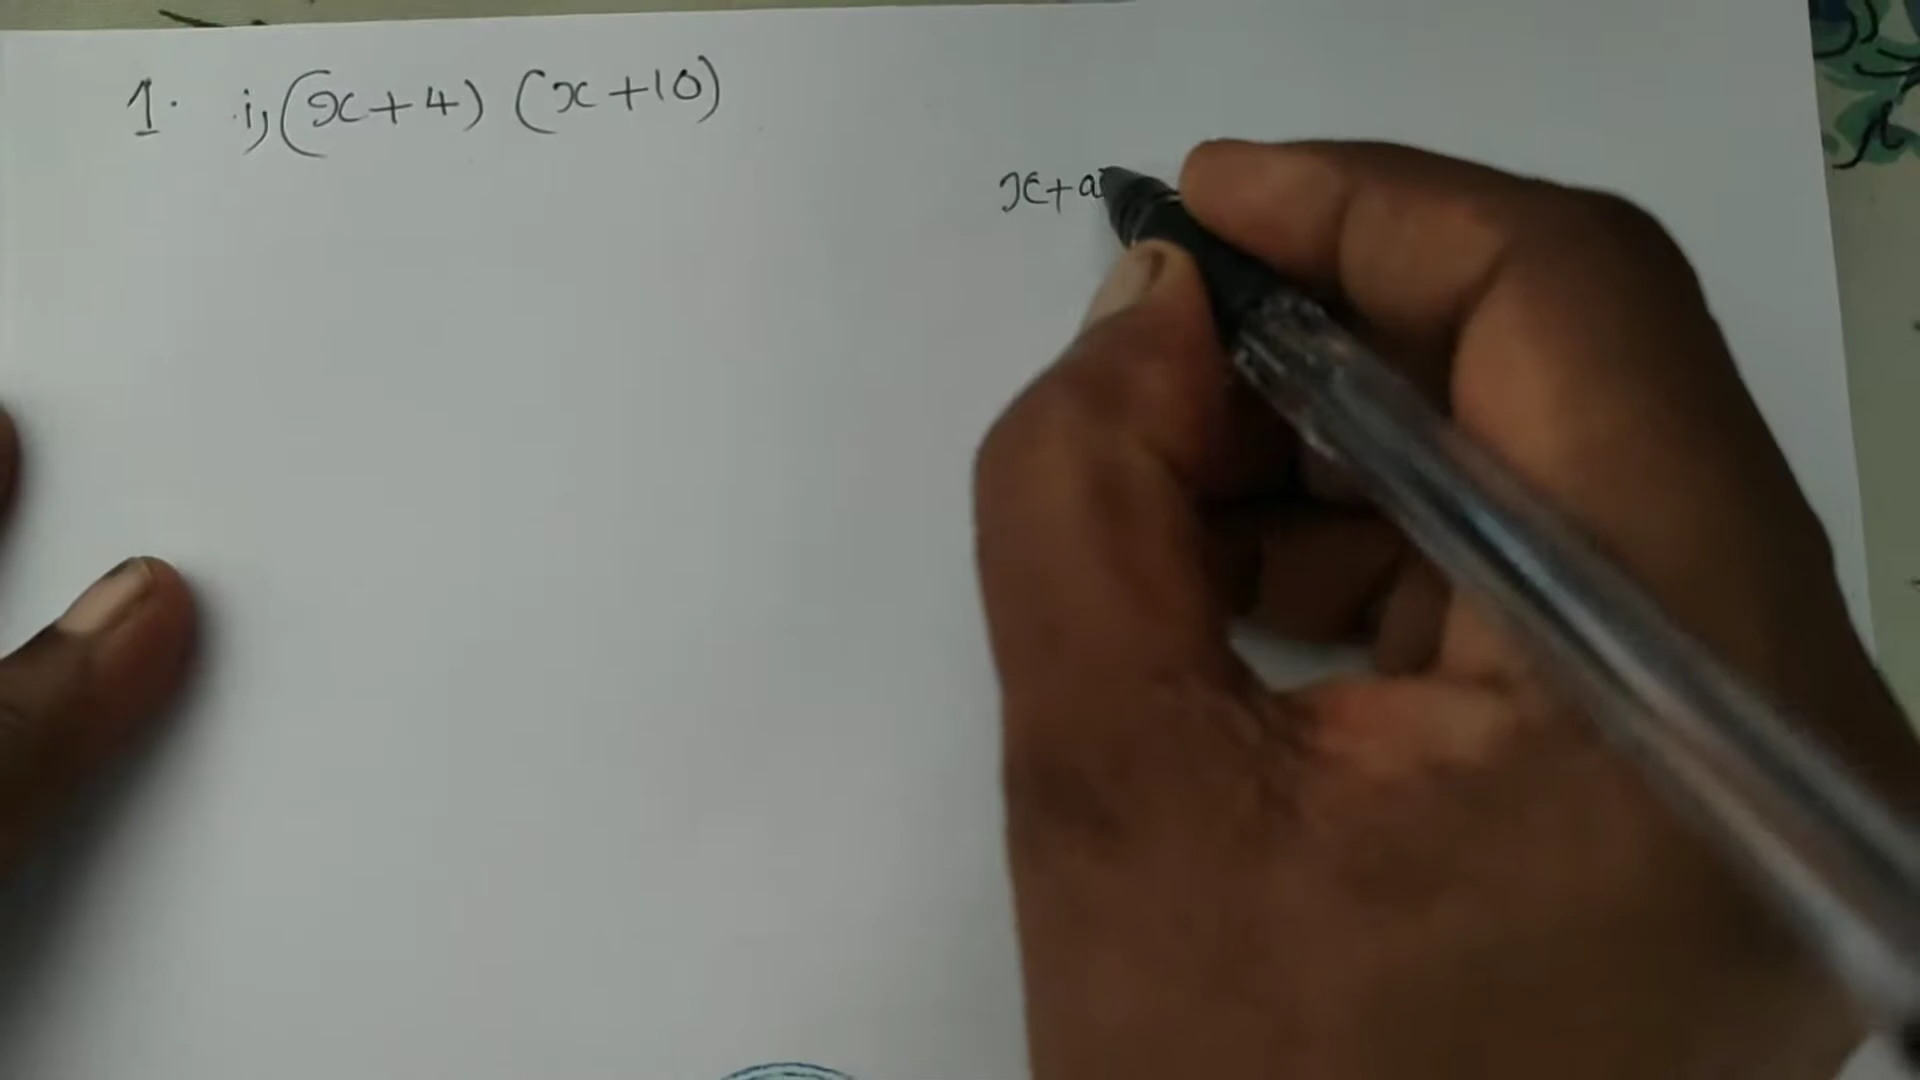 1. i, (x+4) (x+10)
x+a